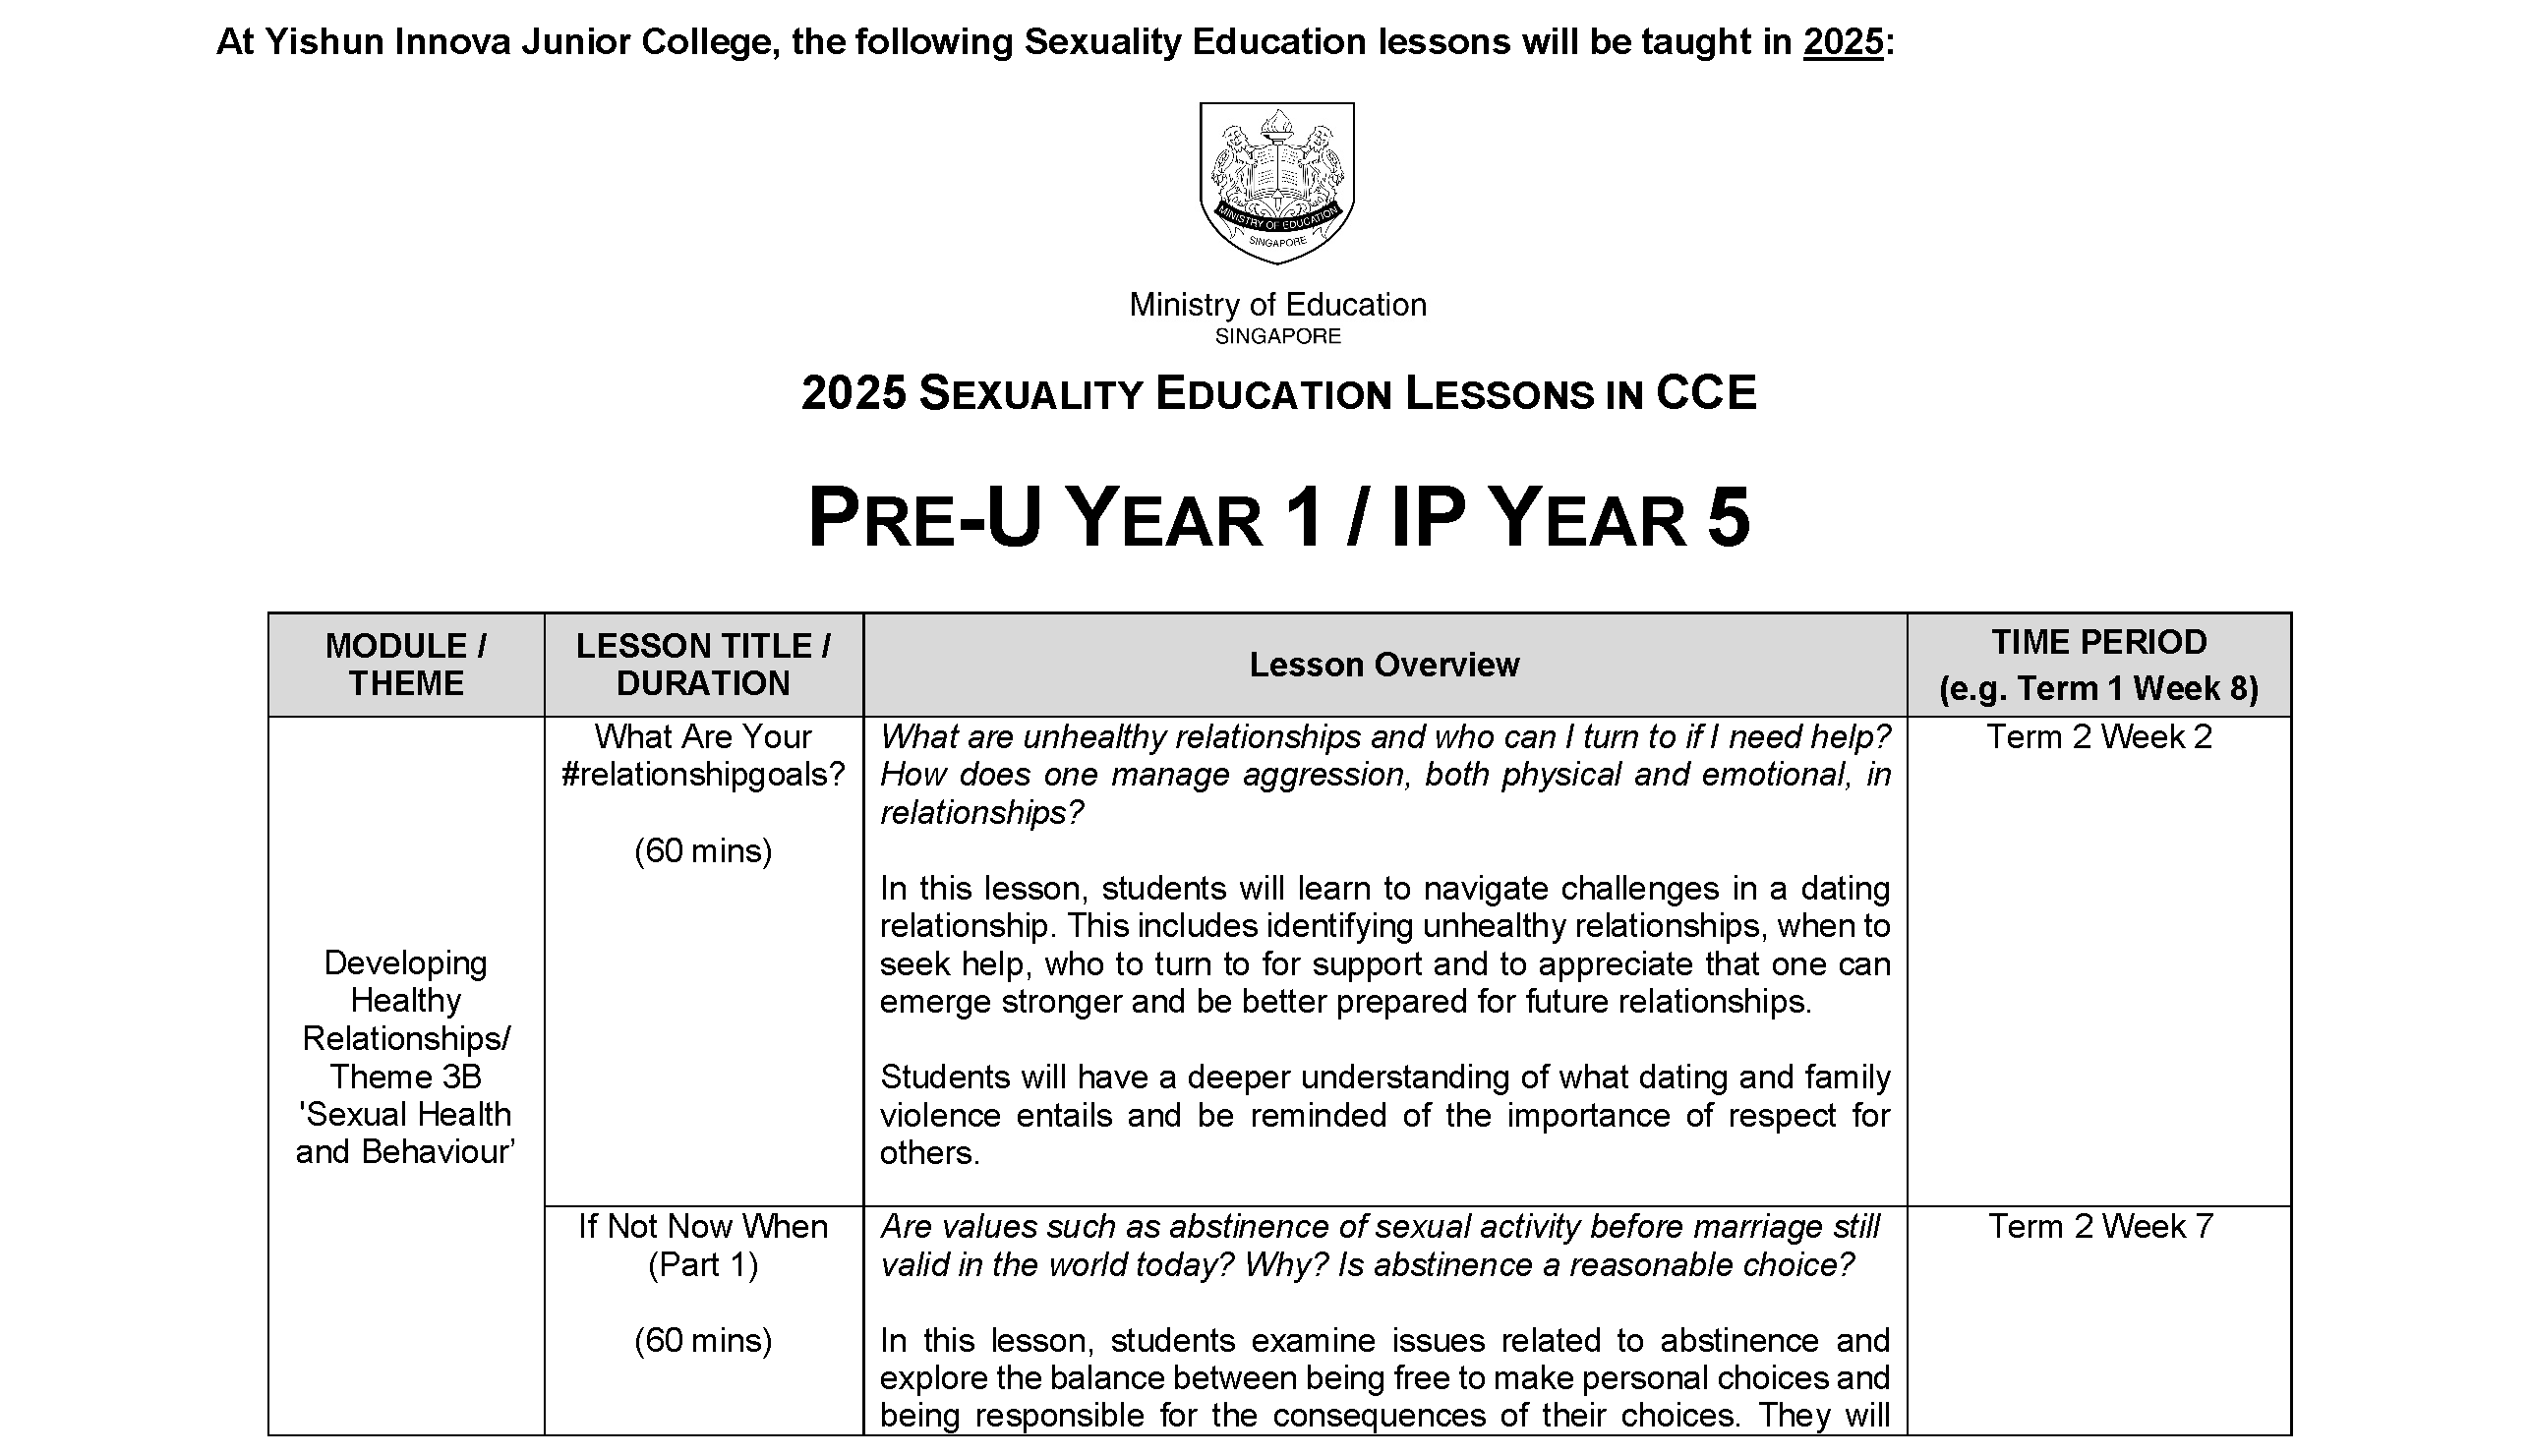 At Yishun Innova Junior College, the following Sexuality Education lessons will be taught in 2025:
MINISTRY OF EDUCATION
SINGAPORE
Ministry of Education
SINGAPORE
2025 SEXUALITY EDUCATION LESSONS IN CCE
PRE-U YEAR 1 / IP YEAR 5
MODULE /
THEME
LESSON TITLE /
DURATION
Lesson Overview
TIME PERIOD
(e.g. Term 1 Week 8)
Developing
Healthy
Relationships/
Theme 3B
'Sexual Health
and Behaviour’
What Are Your
#relationshipgoals?
(60 mins)
What are unhealthy relationships and who can I turn to if I need help?
How does one manage aggression, both physical and emotional, in
relationships?
In this lesson, students will learn to navigate challenges in a dating
relationship. This includes identifying unhealthy relationships, when to
seek help, who to turn to for support and to appreciate that one can
emerge stronger and be better prepared for future relationships.
Students will have a deeper understanding of what dating and family
violence entails and be reminded of the importance of respect for
others.
Term 2 Week 2
If Not Now When
(Part 1)
(60 mins)
Are values such as abstinence of sexual activity before marriage still
valid in the world today? Why? Is abstinence a reasonable choice?
In this lesson, students examine issues related to abstinence and
explore the balance between being free to make personal choices and
being responsible for the consequences of their choices. They will
Term 2 Week 7